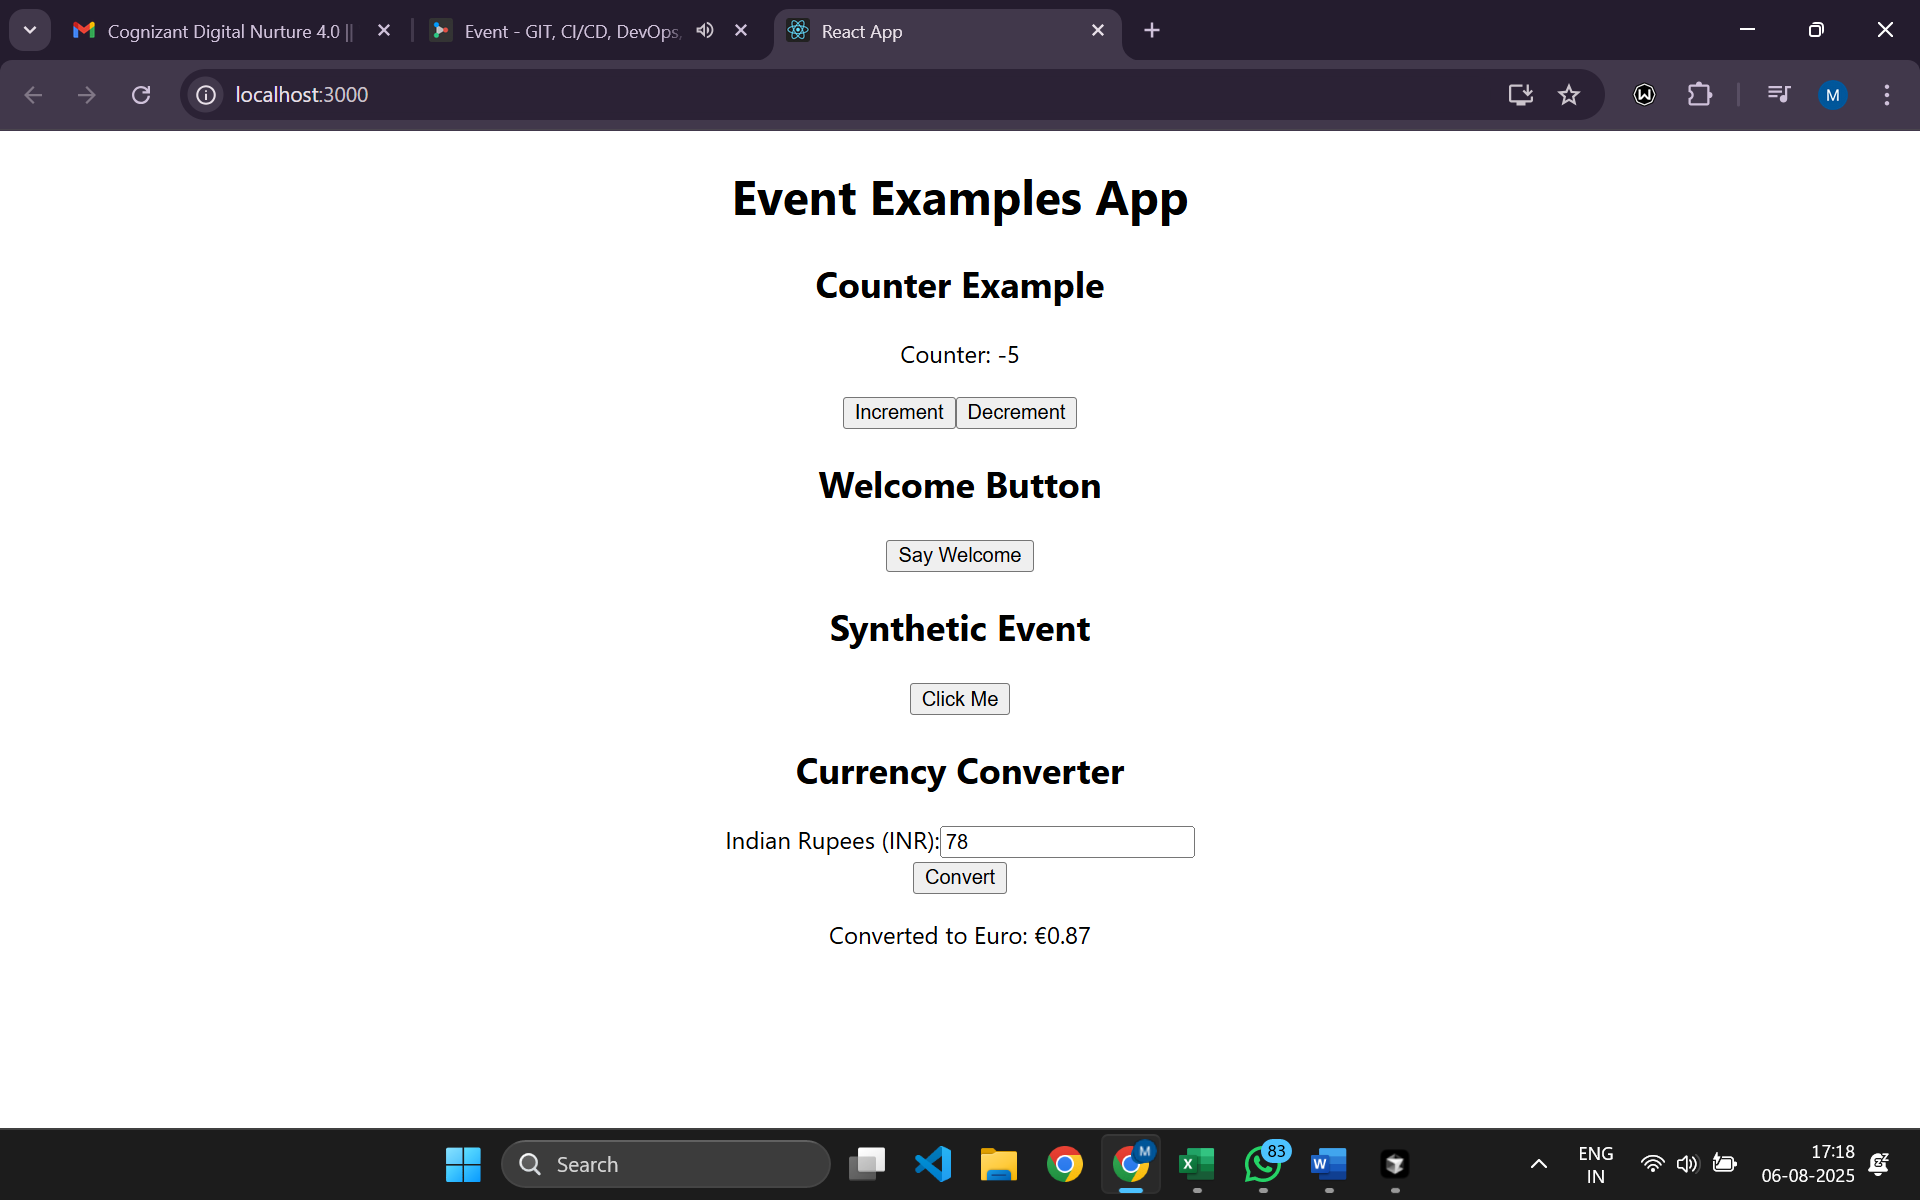 Cognizant Digital Nurture 4.0 ||
Event - GIT, CI/CD, DevOps,
React App
localhost:3000
M
Event Examples App
Counter Example
Counter: -5
Increment Decrement
Welcome Button
Say Welcome
Synthetic Event
Click Me
Currency Converter
Indian Rupees (INR): 78
Convert
Converted to Euro: €0.87
Search
M
X
83
W
ENG
IN
17:18
06-08-2025